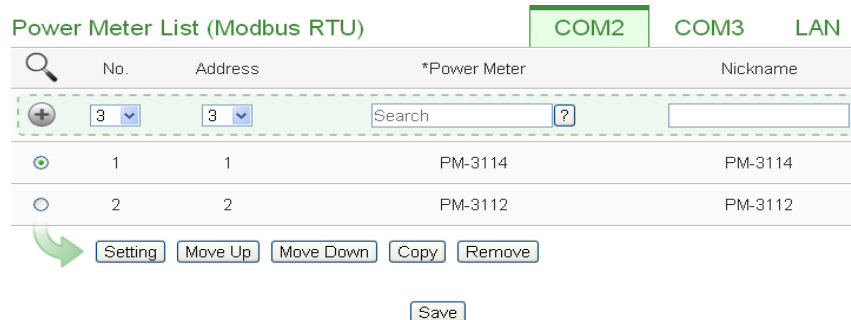 Power Meter List (Modbus RTU) COM2 COM3 LAN
No. Address *Power Meter Nickname
3 3 Search ?
1 1 PM-3114 PM-3114
2 2 PM-3112 PM-3112
Setting Move Up Move Down Copy Remove
Save